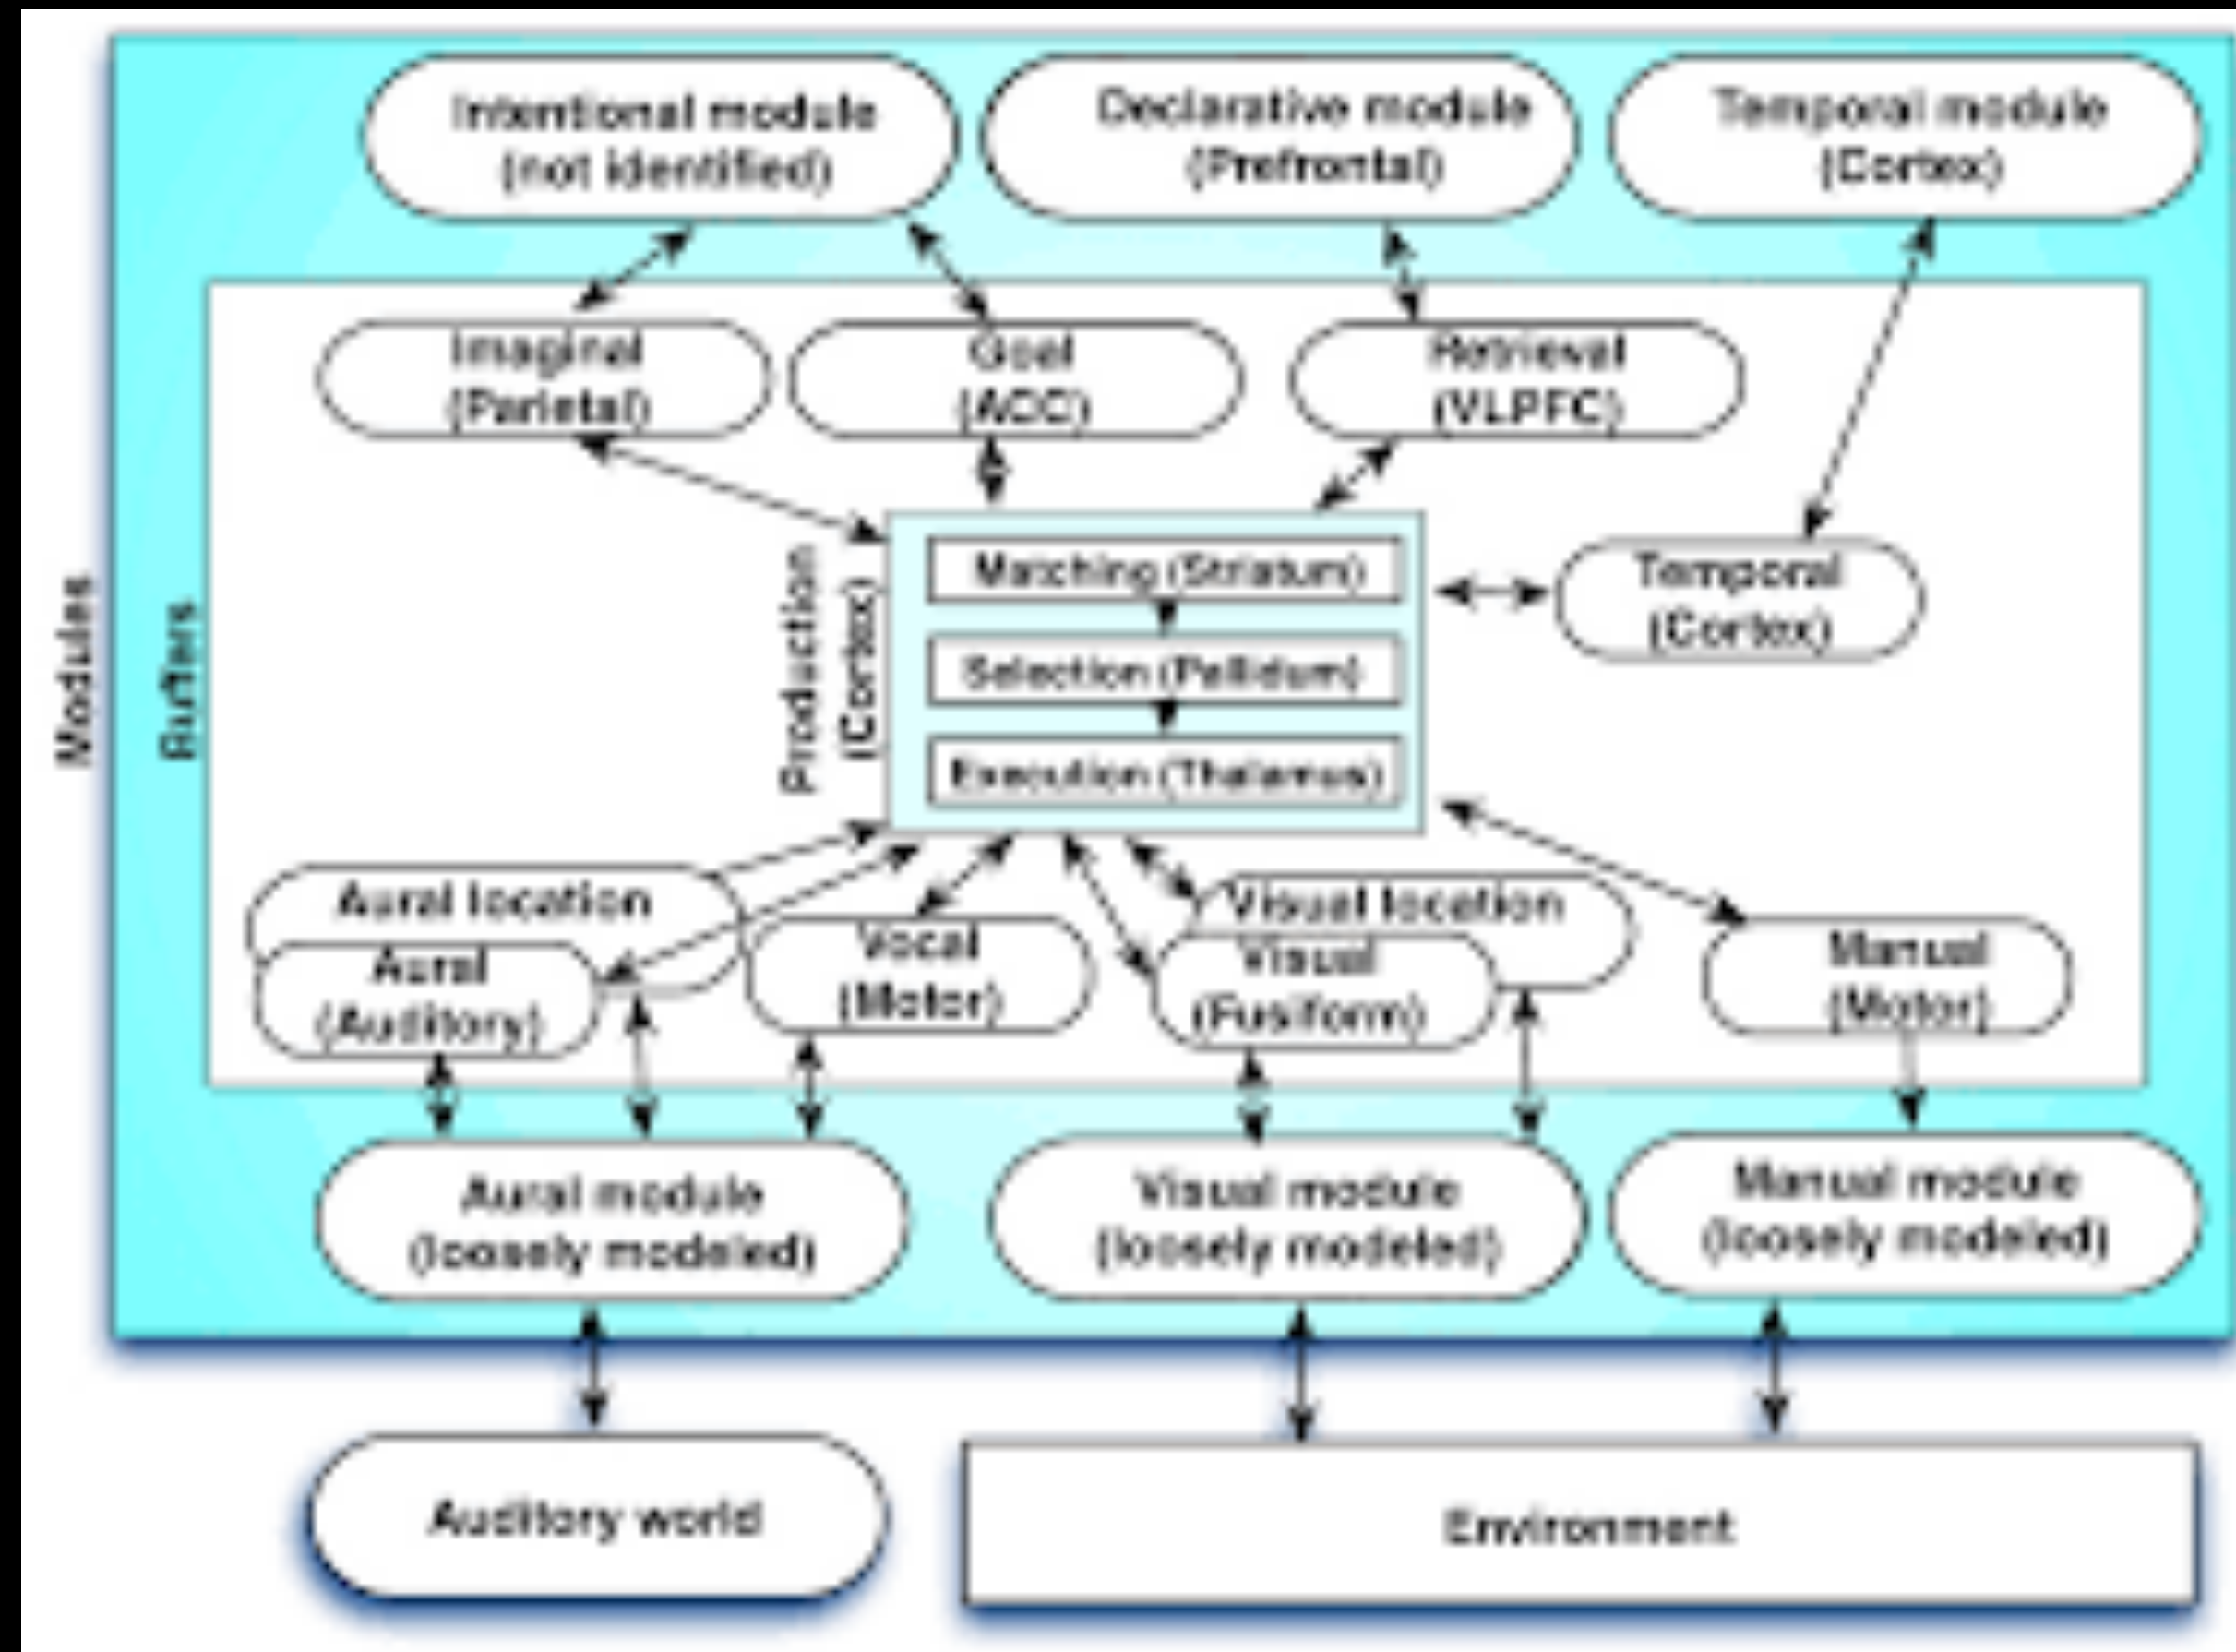 Intentional module
(not identified)
Declarative module
(Prefrontal)
Temporal module
(Cortex)
Imaginal
(Parietal)
Goal
(ACC)
Retrieval
(VLPFC)
Modules
Buffers
Production
(Cortex)
Matching (Striatum)
Selection (Pallidum)
Execution (Thalamus)
Temporal
(Cortex)
Aural location
Aural
(Auditory)
Vocal
(Motor)
Visual location
Visual
(Fusiform)
Manual
(Motor)
Aural module
(loosely modeled)
Visual module
(loosely modeled)
Manual module
(loosely modeled)
Auditory world
Environment